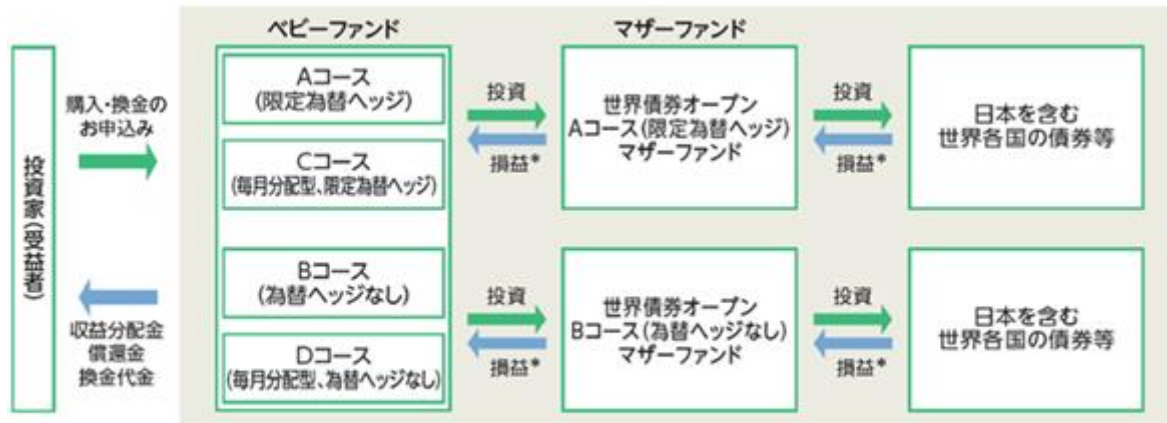 ベビーファンド
マザーファンド
投資家(受益者)
購入・換金の
お申込み
収益分配金
償還金
換金代金
Aコース
(限定為替ヘッジ)
Cコース
(毎月分配型、限定為替ヘッジ)
投資
損益*
世界債券オープン
Aコース(限定為替ヘッジ)
マザーファンド
投資
損益*
日本を含む
世界各国の債券等
Bコース
(為替ヘッジなし)
Dコース
(毎月分配型、為替ヘッジなし)
投資
損益*
世界債券オープン
Bコース(為替ヘッジなし)
マザーファンド
投資
損益*
日本を含む
世界各国の債券等